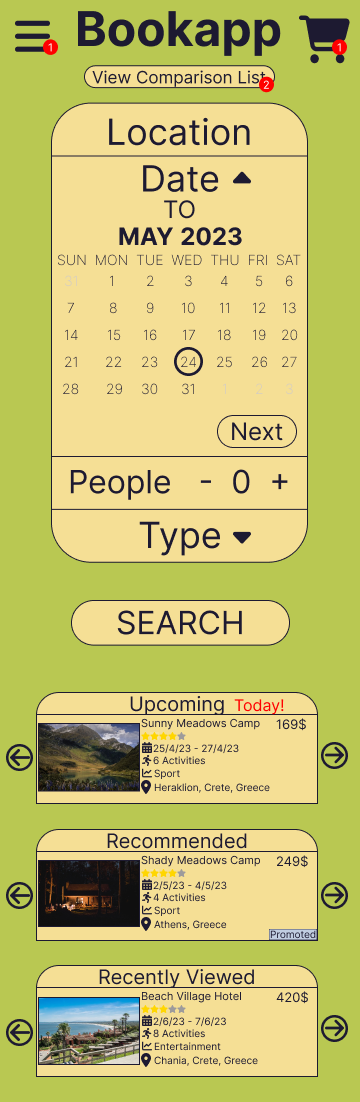 Bookapp
1
1
View Comparison List
2
Location
Date
TO
MAY 2023
SUN MON TUE WED THU FRI SAT
31 1 2 3 4 5 6
7 8 9 10 11 12 13
14 15 16 17 18 19 20
21 22 23 24 25 26 27
28 29 30 31 1 2 3
Next
People - 0 +
Type
SEARCH
Upcoming Today!
Sunny Meadows Camp 169$
25/4/23 - 27/4/23
6 Activities
Sport
Heraklion, Crete, Greece
Recommended
Shady Meadows Camp 249$
2/5/23 - 4/5/23
4 Activities
Sport
Athens, Greece
Promoted
Recently Viewed
Beach Village Hotel 420$
2/6/23 - 7/6/23
8 Activities
Entertainment
Chania, Crete, Greece